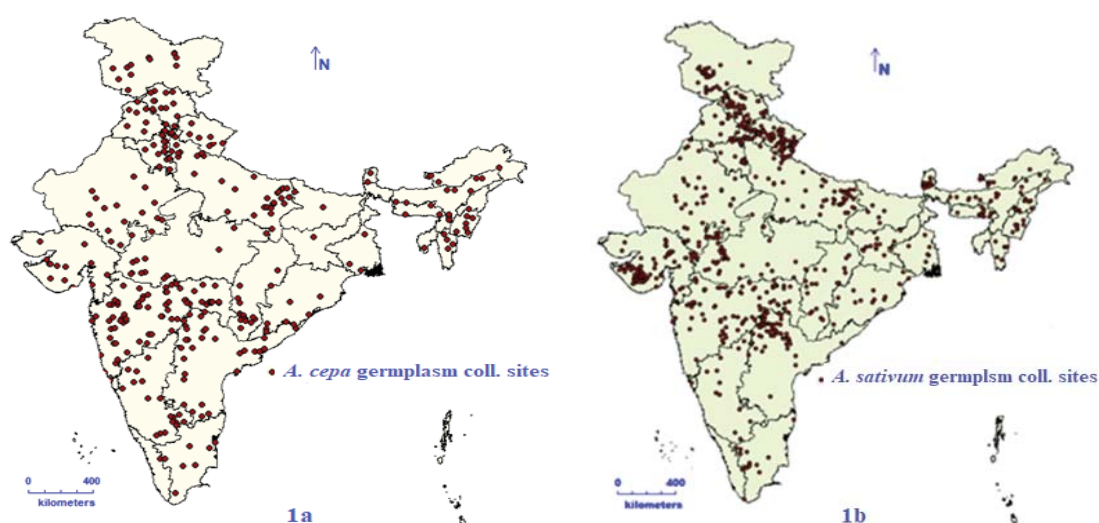 N
A. cepa germplasm coll. sites
0 400
kilometers
1a
N
A. sativum germplsm coll. sites
0 400
kilometers
1b